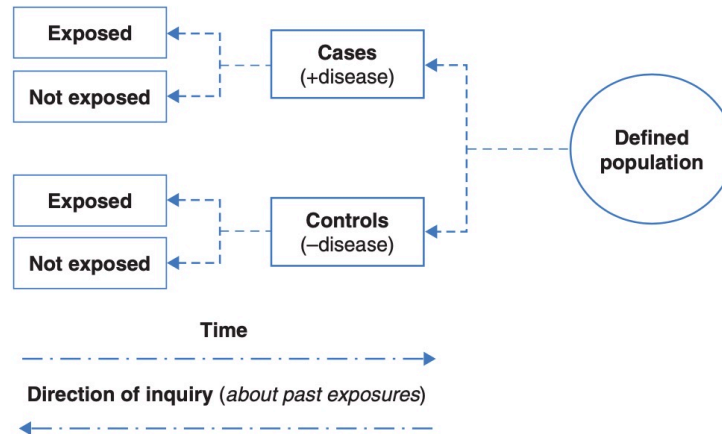 Exposed
Not exposed
Cases
(+disease)
Defined
population
Exposed
Not exposed
Controls
(–disease)
Time
Direction of inquiry (about past exposures)